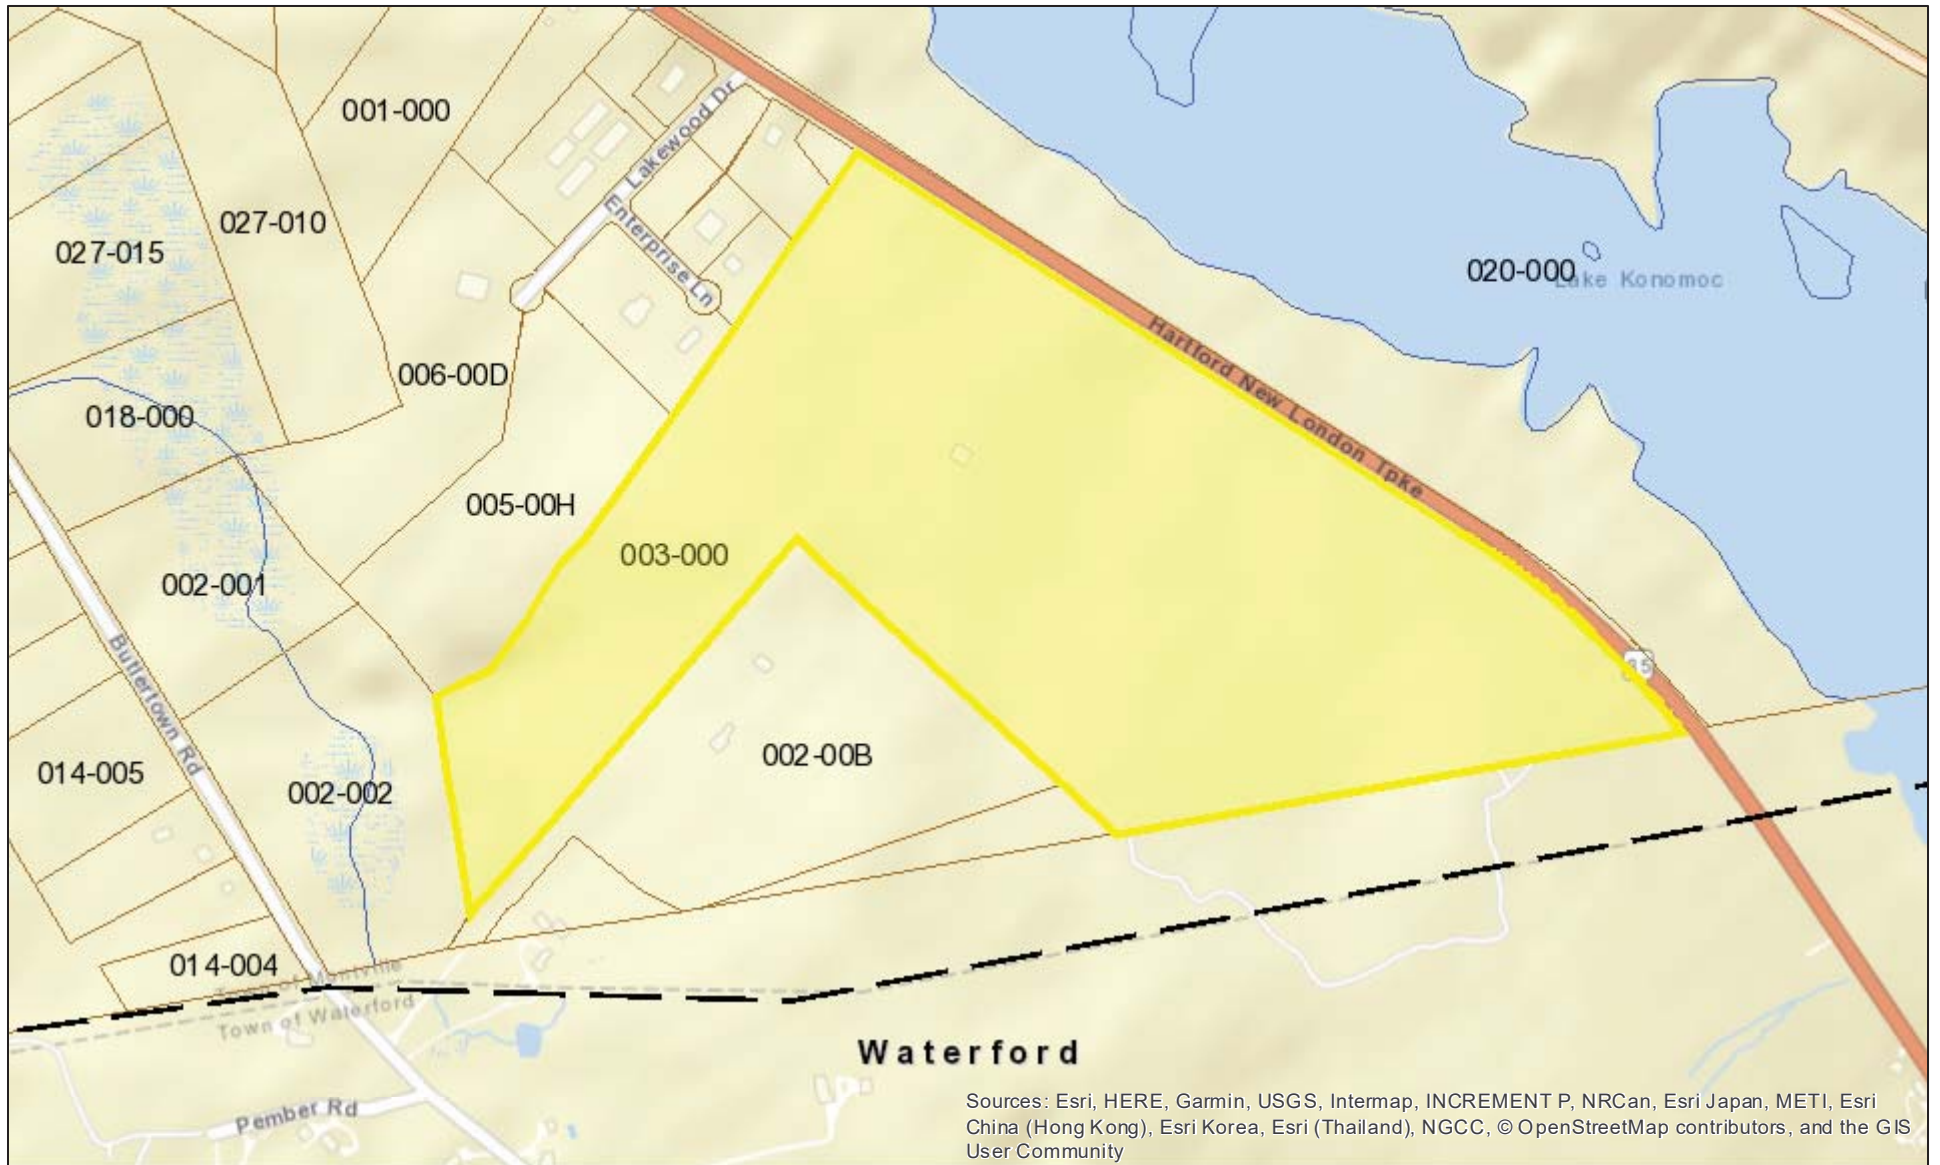 001-000
Lakewood Dr
027-010
Enterprise Ln
027-015
020-000
Lake Konomoc
Hartford New London Tpke
006-00D
018-000
005-00H
003-000
002-001
Butlertown Rd
002-00B
014-005
002-002
014-004
Town of Montville
Town of Waterford
Waterford
Pember Rd
Sources: Esri, HERE, Garmin, USGS, Intermap, INCREMENT P, NRCan, Esri Japan, METI, Esri
China (Hong Kong), Esri Korea, Esri (Thailand), NGCC, © OpenStreetMap contributors, and the GIS
User Community